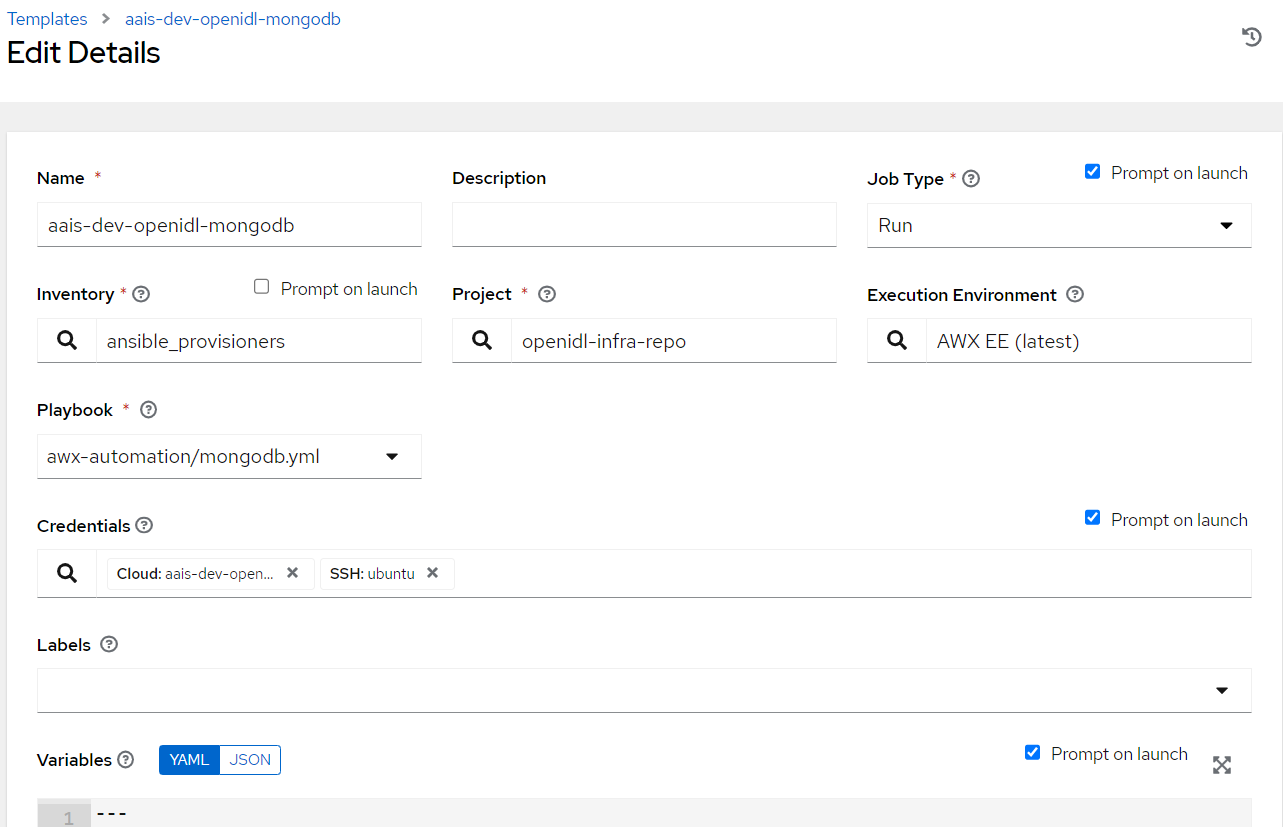 Templates > aais-dev-openidl-mongodb
Edit Details
Name *
aais-dev-openidl-mongodb
Description
Job Type *
Prompt on launch
Run
Inventory *
Prompt on launch
ansible_provisioners
Project *
openidl-infra-repo
Execution Environment
AWX EE (latest)
Playbook *
awx-automation/mongodb.yml
Credentials
Prompt on launch
Cloud: aais-dev-open...
SSH: ubuntu
Labels
Variables
YAML JSON
Prompt on launch
1 ---